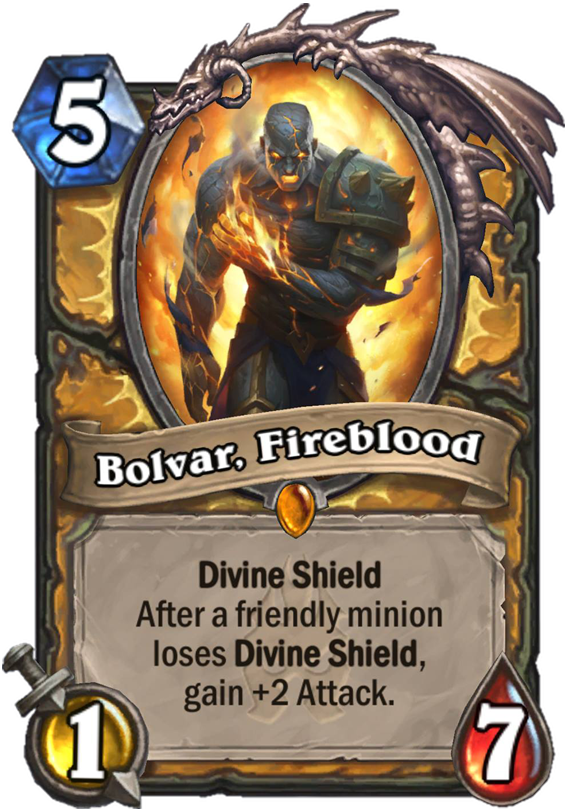 5
Bolvar, Fireblood
Divine Shield
After a friendly minion
loses Divine Shield,
gain +2 Attack.
1
7